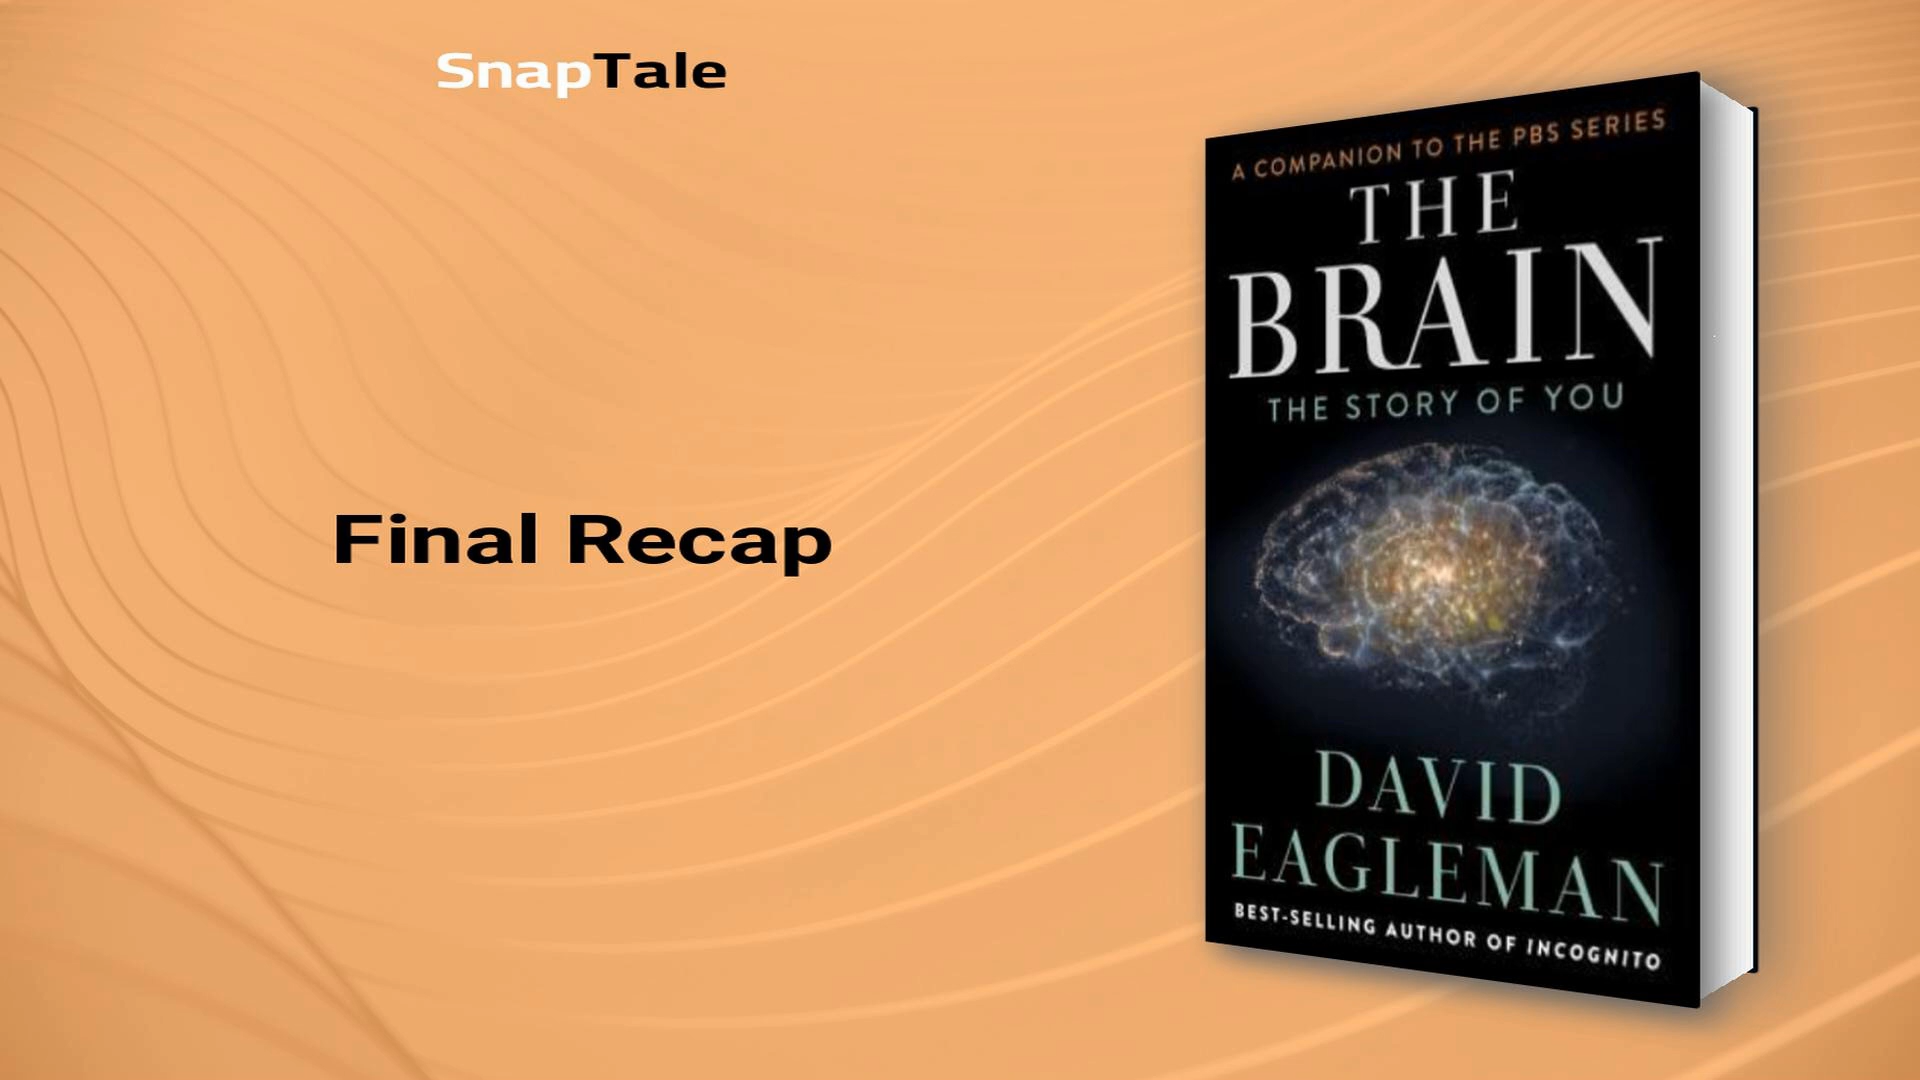 SnapTale
Final Recap
A COMPANION TO THE PBS SERIES
THE
BRAIN
THE STORY OF YOU
DAVID
EAGLEMAN
BEST-SELLING AUTHOR OF INCOGNITO